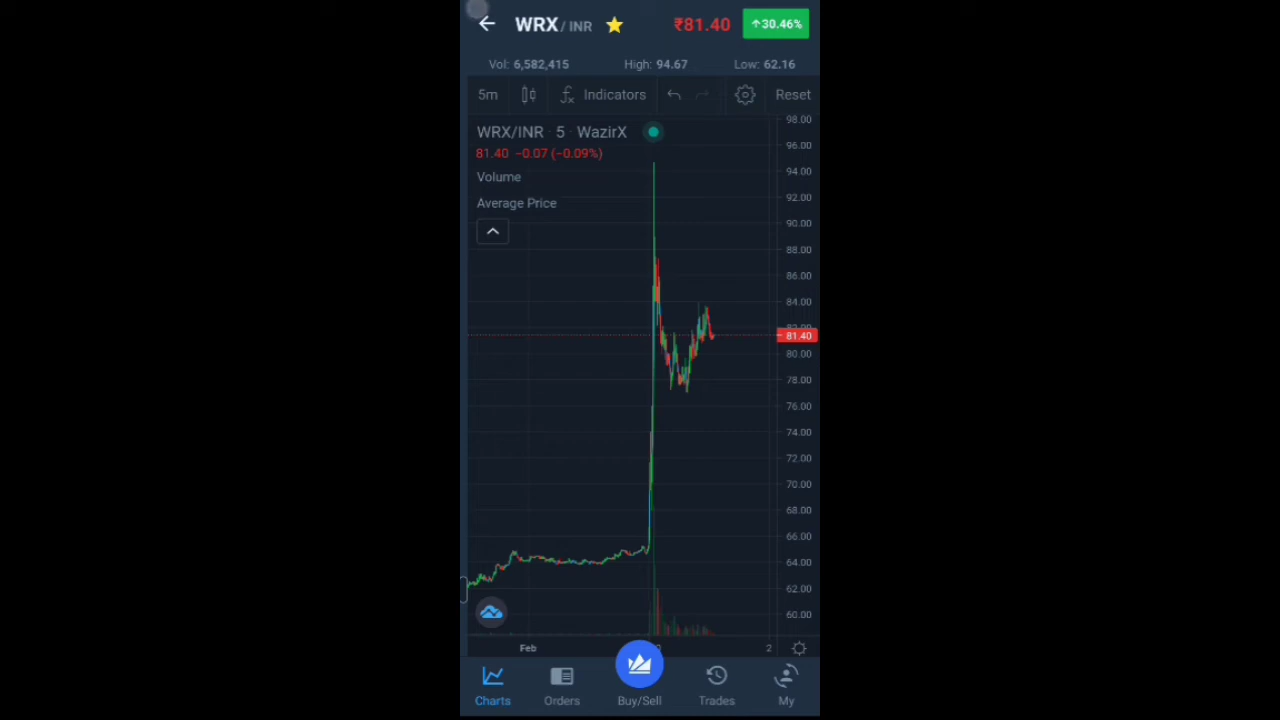 WRX / INR ₹81.40 ↑30.46%
Vol: 6,582,415 High: 94.67 Low: 62.16
5m Indicators Reset
WRX/INR · 5 · WazirX
81.40 −0.07 (−0.09%)
Volume
Average Price
98.00
96.00
94.00
92.00
90.00
88.00
86.00
84.00
82.00
81.40
80.00
78.00
76.00
74.00
72.00
70.00
68.00
66.00
64.00
62.00
60.00
Feb 2
Charts Orders Buy/Sell Trades My